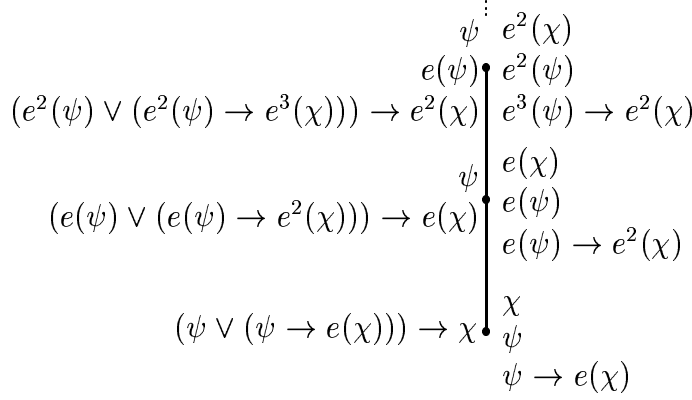 ψ e²(χ)
e(ψ) e²(ψ)
(e²(ψ) ∨ (e²(ψ) → e³(χ))) → e²(χ) e³(ψ) → e²(χ)
ψ e(χ)
e(ψ)
(e(ψ) ∨ (e(ψ) → e²(χ))) → e(χ)
e(ψ) → e²(χ)
χ
(ψ ∨ (ψ → e(χ))) → χ ψ
ψ → e(χ)